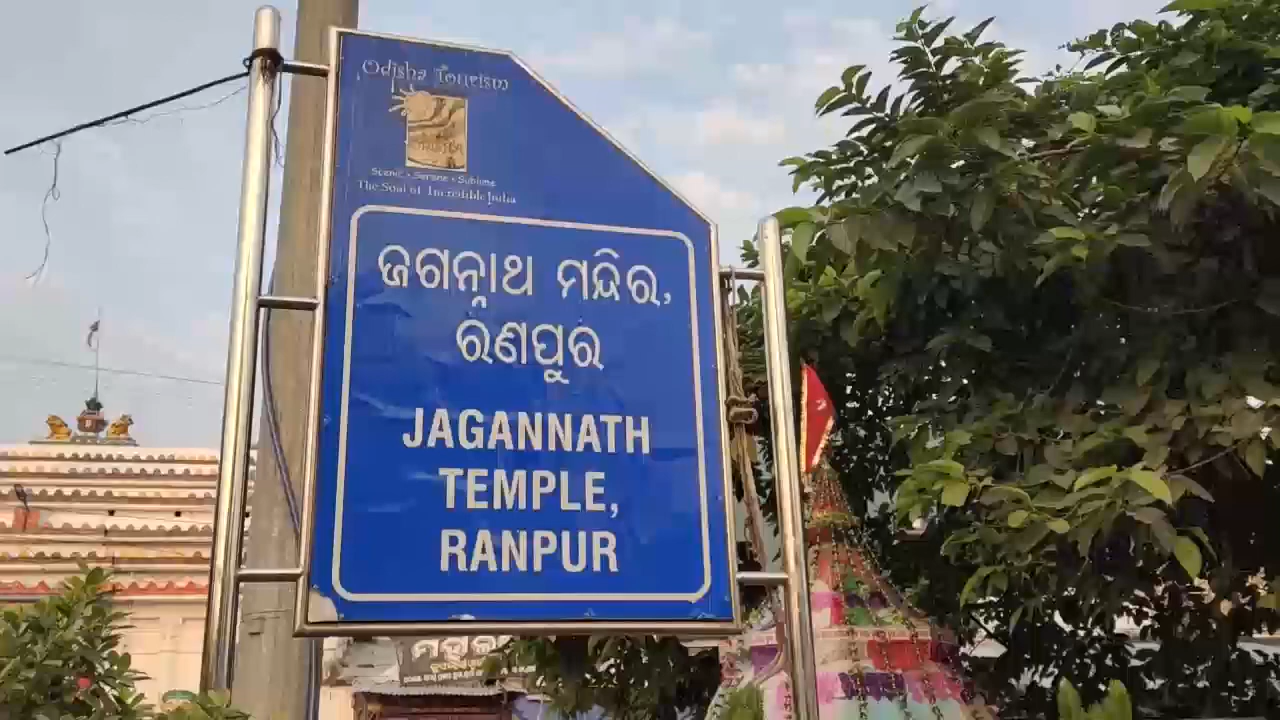 Odisha Tourism
Scenic • Serene • Sublime
The Soul of Incredible India
ଜଗନ୍ନାଥ ମନ୍ଦିର,
ରଣପୁର
JAGANNATH
TEMPLE,
RANPUR